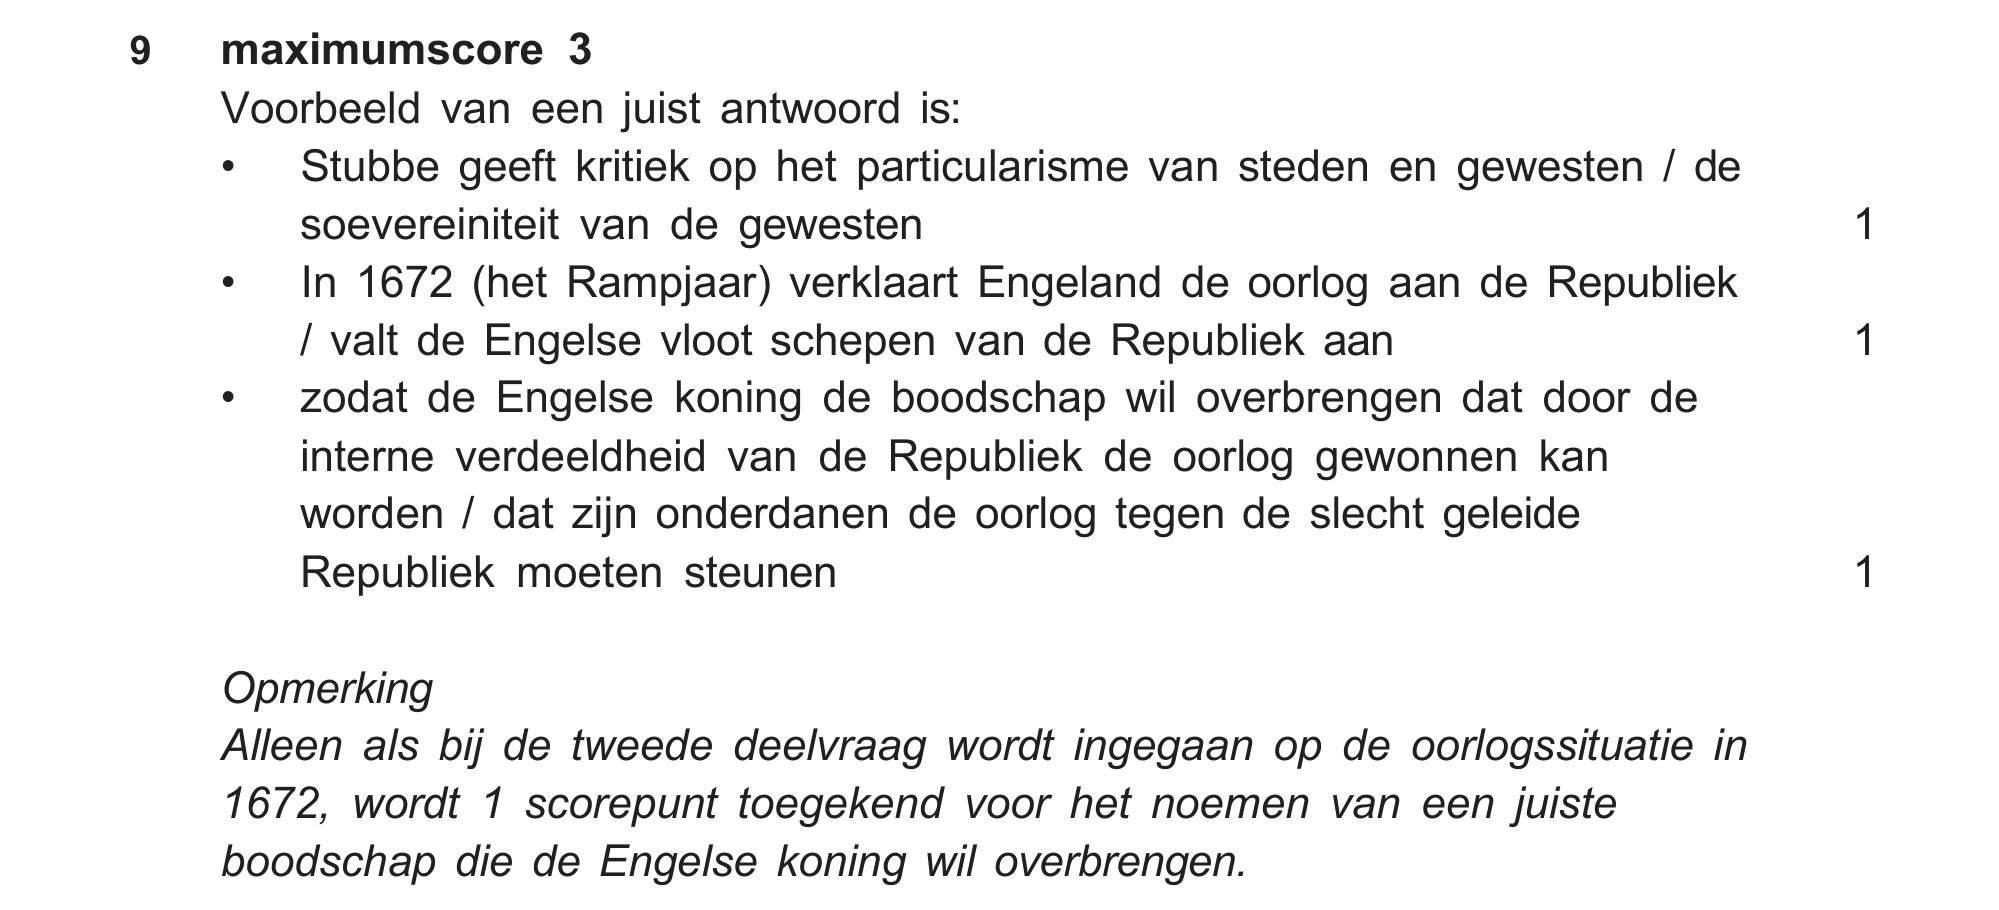 9 maximumscore 3
Voorbeeld van een juist antwoord is:
• Stubbe geeft kritiek op het particularisme van steden en gewesten / de
soevereiniteit van de gewesten 1
• In 1672 (het Rampjaar) verklaart Engeland de oorlog aan de Republiek
/ valt de Engelse vloot schepen van de Republiek aan 1
• zodat de Engelse koning de boodschap wil overbrengen dat door de
interne verdeeldheid van de Republiek de oorlog gewonnen kan
worden / dat zijn onderdanen de oorlog tegen de slecht geleide
Republiek moeten steunen 1
Opmerking
Alleen als bij de tweede deelvraag wordt ingegaan op de oorlogssituatie in
1672, wordt 1 scorepunt toegekend voor het noemen van een juiste
boodschap die de Engelse koning wil overbrengen.